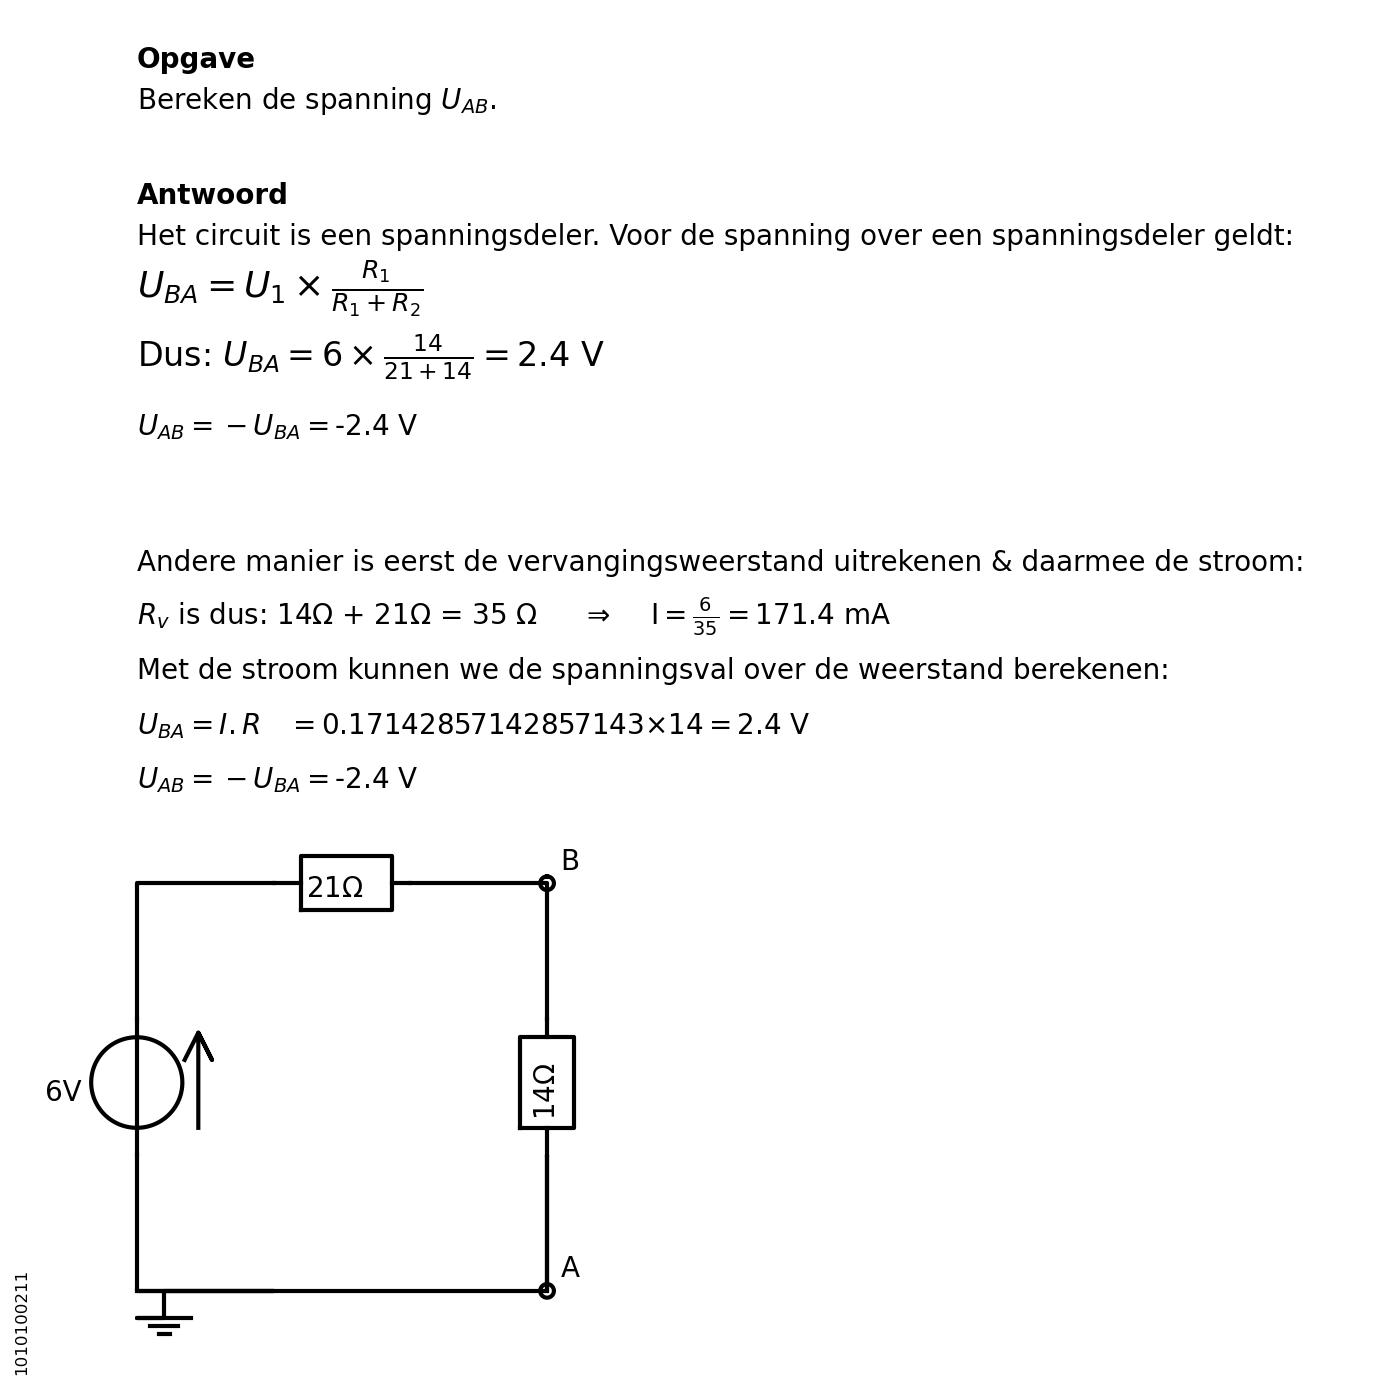 Opgave
Bereken de spanning $U_{AB}$.
Antwoord
Het circuit is een spanningsdeler. Voor de spanning over een spanningsdeler geldt:
$U_{BA} = U_1 \times \frac{R_1}{R_1 + R_2}$
Dus: $U_{BA} = 6 \times \frac{14}{21 + 14} = 2.4$ V
$U_{AB} = -U_{BA} =$ -2.4 V
Andere manier is eerst de vervangingsweerstand uitrekenen & daarmee de stroom:
$R_v$ is dus: 14Ω + 21Ω = 35 Ω ⇒ I = $\frac{6}{35}$ = 171.4 mA
Met de stroom kunnen we de spanningsval over de weerstand berekenen:
$U_{BA} = I.R$ = 0.17142857142857143×14 = 2.4 V
$U_{AB} = -U_{BA} =$ -2.4 V
B
21Ω
6V
14Ω
A
1010100211